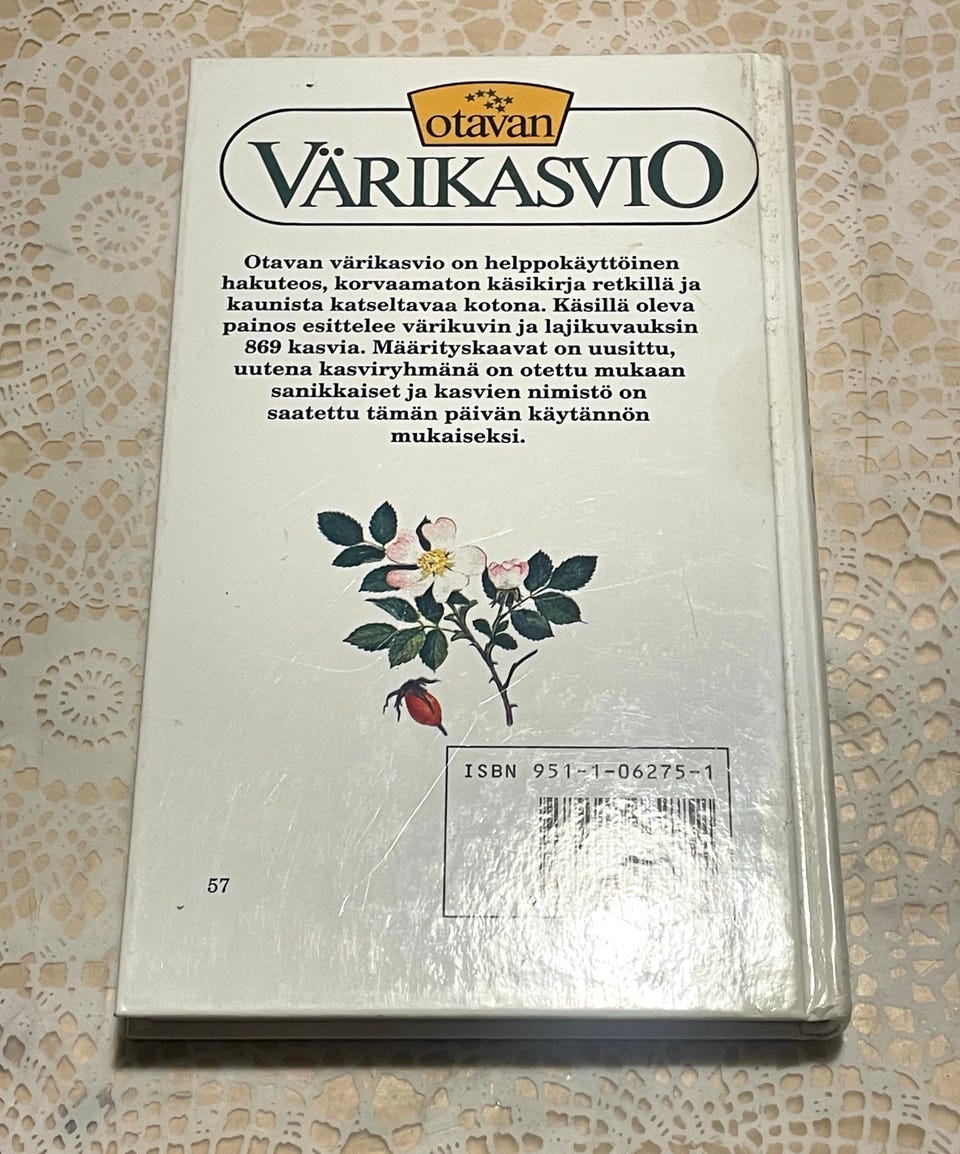 otavan
VÄRIKASVIO
Otavan värikasvio on helppokäyttöinen
hakuteos, korvaamaton käsikirja retkillä ja
kaunista katseltavaa kotona. Käsillä oleva
painos esittelee värikuvin ja lajikuvauksin
869 kasvia. Määrityskaavat on uusittu,
uutena kasviryhmänä on otettu mukaan
sanikkaiset ja kasvien nimistö on
saatettu tämän päivän käytännön
mukaiseksi.
ISBN 951-1-06275-1
57